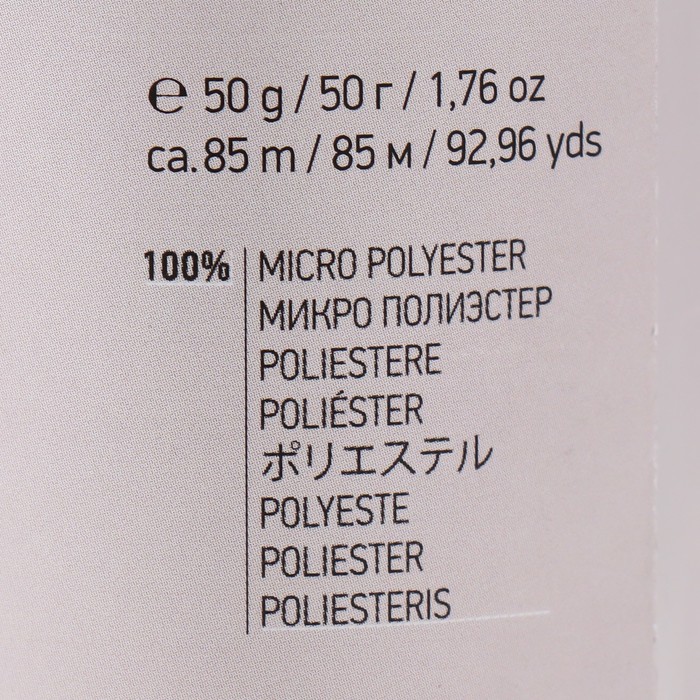 ℮ 50 g / 50 г / 1,76 oz
ca. 85 m / 85 м / 92,96 yds
100% MICRO POLYESTER
МИКРО ПОЛИЭСТЕР
POLIESTERE
POLIÉSTER
ポリエステル
POLYESTE
POLIESTER
POLIESTERIS